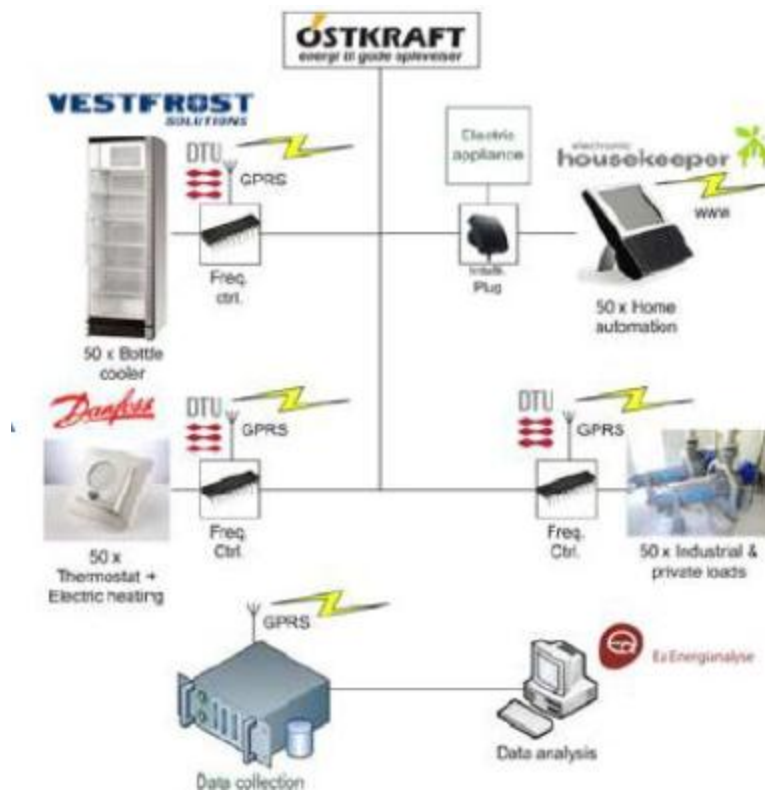 ÖSTKRAFT
energi til gode oplevelser
VESTFROST
SOLUTIONS
DTU
GPRS
Freq.
ctrl.
50 x Bottle
cooler
Electric
appliance
Plug
electronic
housekeeper
WWW
50 x Home
automation
Danfoss
DTU
GPRS
Freq.
Ctrl.
50 x
Thermostat +
Electric heating
DTU
GPRS
Freq.
Ctrl.
50 x Industrial &
private loads
GPRS
Data collection
Data analysis
Ea Energianalyse